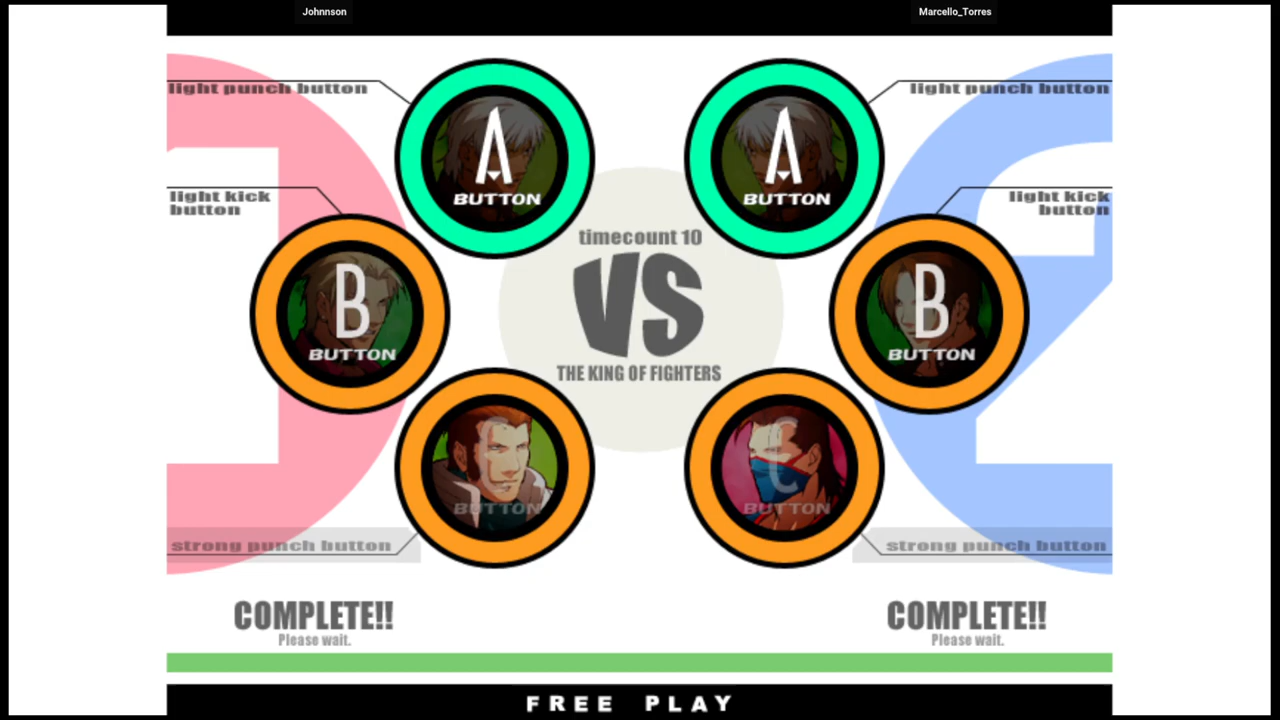 Johnnson
Marcello_Torres
light punch button
light punch button
A
BUTTON
A
BUTTON
light kick
button
light kick
button
timecount 10
VS
THE KING OF FIGHTERS
B
BUTTON
B
BUTTON
1
2
C
BUTTON
C
BUTTON
strong punch button
strong punch button
COMPLETE!!
Please wait.
COMPLETE!!
Please wait.
FREE PLAY